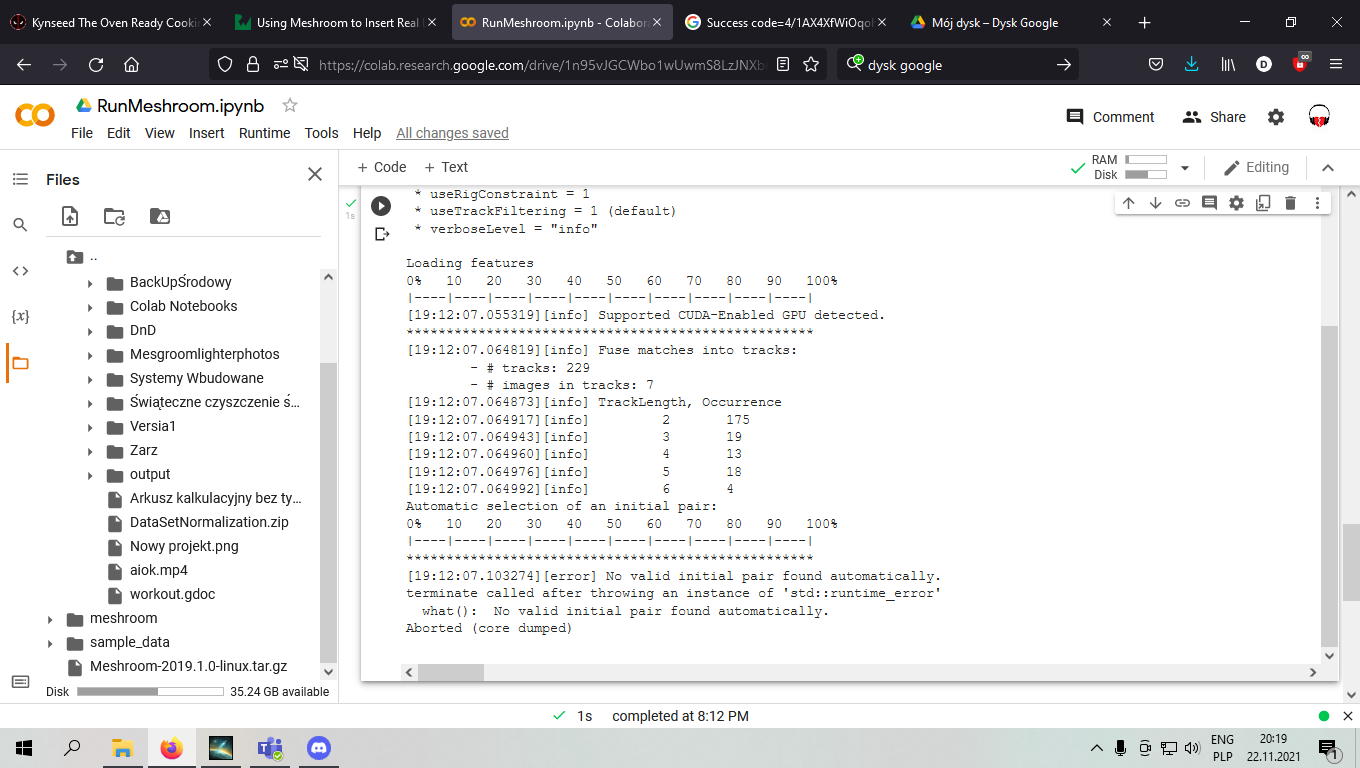 Kynseed The Oven Ready Cookin
Using Meshroom to Insert Real l
RunMeshroom.ipynb - Colabora
Success code=4/1AX4XfWiOqol
Mój dysk – Dysk Google
https://colab.research.google.com/drive/1n95vJGCWbo1wUwmS8LzJNXb
dysk google
RunMeshroom.ipynb
File Edit View Insert Runtime Tools Help All changes saved
Comment
Share
Files
+ Code + Text
RAM
Disk
Editing
..
BackUpŚrodowy
Colab Notebooks
DnD
Mesgroomlighterphotos
Systemy Wbudowane
Świąteczne czyszczenie ś...
Versia1
Zarz
output
Arkusz kalkulacyjny bez ty...
DataSetNormalization.zip
Nowy projekt.png
aiok.mp4
workout.gdoc
meshroom
sample_data
Meshroom-2019.1.0-linux.tar.gz
Disk 35.24 GB available
1s
* useRigConstraint = 1
* useTrackFiltering = 1 (default)
* verboseLevel = "info"
Loading features
0% 10 20 30 40 50 60 70 80 90 100%
|----|----|----|----|----|----|----|----|----|----|
[19:12:07.055319][info] Supported CUDA-Enabled GPU detected.
***************************************************
[19:12:07.064819][info] Fuse matches into tracks:
- # tracks: 229
- # images in tracks: 7
[19:12:07.064873][info] TrackLength, Occurrence
[19:12:07.064917][info] 2 175
[19:12:07.064943][info] 3 19
[19:12:07.064960][info] 4 13
[19:12:07.064976][info] 5 18
[19:12:07.064992][info] 6 4
Automatic selection of an initial pair:
0% 10 20 30 40 50 60 70 80 90 100%
|----|----|----|----|----|----|----|----|----|----|
***************************************************
[19:12:07.103274][error] No valid initial pair found automatically.
terminate called after throwing an instance of 'std::runtime_error'
what(): No valid initial pair found automatically.
Aborted (core dumped)
1s completed at 8:12 PM
ENG
PLP
20:19
22.11.2021
1